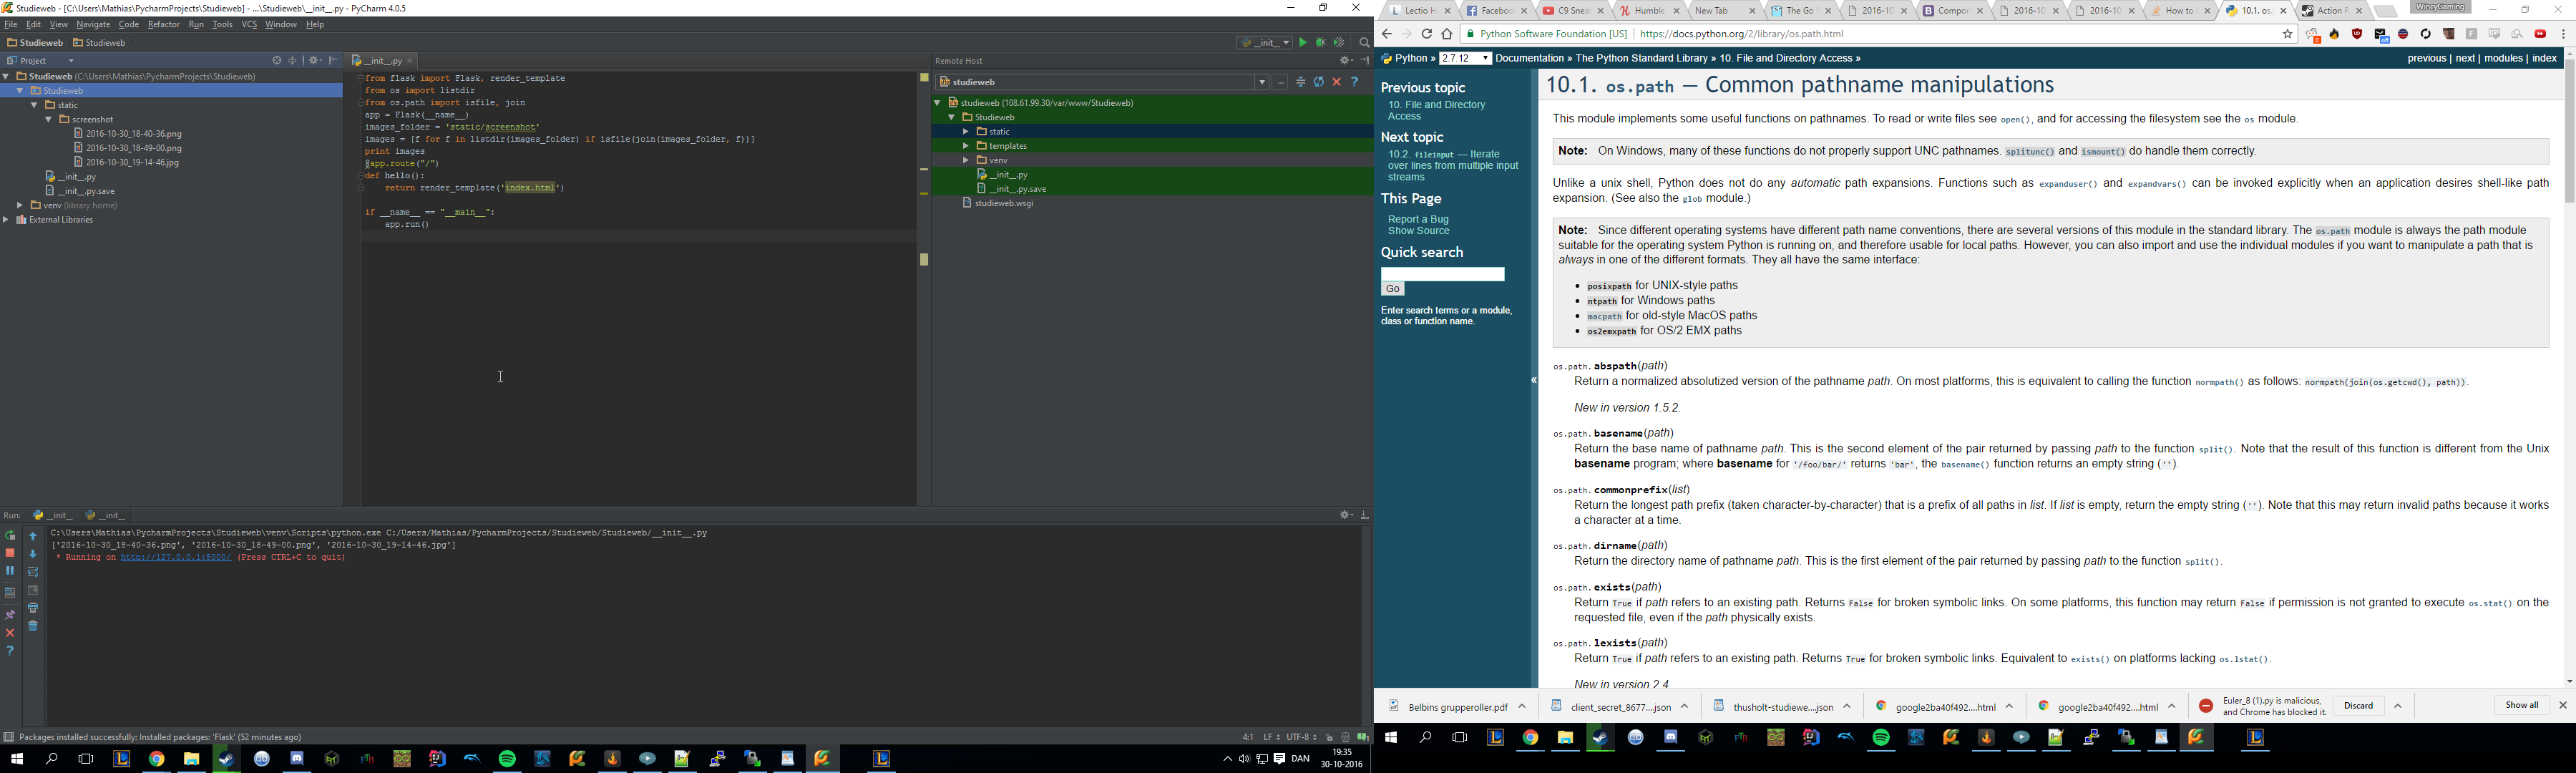 Studieweb - [C:\Users\Mathias\PycharmProjects\Studieweb] - ...\Studieweb\__init__.py - PyCharm 4.0.5
File Edit View Navigate Code Refactor Run Tools VCS Window Help
Studieweb Studieweb
__init__
Project
Studieweb (C:\Users\Mathias\PycharmProjects\Studieweb)
Studieweb
static
screenshot
2016-10-30_18-40-36.png
2016-10-30_18-49-00.png
2016-10-30_19-14-46.jpg
__init__.py
__init__.py.save
venv (library home)
External Libraries
__init__.py
from flask import Flask, render_template
from os import listdir
from os.path import isfile, join
app = Flask(__name__)
images_folder = 'static/screenshot'
images = [f for f in listdir(images_folder) if isfile(join(images_folder, f))]
print images
@app.route("/")
def hello():
return render_template('index.html')
if __name__ == "__main__":
app.run()
Remote Host
studieweb
studieweb (108.61.99.30/var/www/Studieweb)
Studieweb
static
templates
venv
__init__.py
__init__.py.save
studieweb.wsgi
Run: __init__ __init__
C:\Users\Mathias\PycharmProjects\Studieweb\venv\Scripts\python.exe C:/Users/Mathias/PycharmProjects/Studieweb/Studieweb/__init__.py
['2016-10-30_18-40-36.png', '2016-10-30_18-49-00.png', '2016-10-30_19-14-46.jpg']
* Running on http://127.0.0.1:5000/ (Press CTRL+C to quit)
Packages installed successfully: Installed packages: 'Flask' (52 minutes ago)
4:1 LF UTF-8
DAN
19:35
30-10-2016
Lectio H Faceboo C9 Snea Humble New Tab The Go 2016-10 Compor 2016-10 2016-10 How to 10.1. os. Action R
WincyGaming
Python Software Foundation [US] https://docs.python.org/2/library/os.path.html
Python » 2.7.12 Documentation » The Python Standard Library » 10. File and Directory Access »
previous | next | modules | index
Previous topic
10. File and Directory
Access
Next topic
10.2. fileinput — Iterate
over lines from multiple input
streams
This Page
Report a Bug
Show Source
Quick search
Go
Enter search terms or a module,
class or function name.
«
10.1. os.path — Common pathname manipulations
This module implements some useful functions on pathnames. To read or write files see open(), and for accessing the filesystem see the os module.
Note: On Windows, many of these functions do not properly support UNC pathnames. splitunc() and ismount() do handle them correctly.
Unlike a unix shell, Python does not do any automatic path expansions. Functions such as expanduser() and expandvars() can be invoked explicitly when an application desires shell-like path
expansion. (See also the glob module.)
Note: Since different operating systems have different path name conventions, there are several versions of this module in the standard library. The os.path module is always the path module
suitable for the operating system Python is running on, and therefore usable for local paths. However, you can also import and use the individual modules if you want to manipulate a path that is
always in one of the different formats. They all have the same interface:
• posixpath for UNIX-style paths
• ntpath for Windows paths
• macpath for old-style MacOS paths
• os2emxpath for OS/2 EMX paths
os.path.abspath(path)
Return a normalized absolutized version of the pathname path. On most platforms, this is equivalent to calling the function normpath() as follows: normpath(join(os.getcwd(), path)).
New in version 1.5.2.
os.path.basename(path)
Return the base name of pathname path. This is the second element of the pair returned by passing path to the function split(). Note that the result of this function is different from the Unix
basename program; where basename for '/foo/bar/' returns 'bar', the basename() function returns an empty string ('').
os.path.commonprefix(list)
Return the longest path prefix (taken character-by-character) that is a prefix of all paths in list. If list is empty, return the empty string (''). Note that this may return invalid paths because it works
a character at a time.
os.path.dirname(path)
Return the directory name of pathname path. This is the first element of the pair returned by passing path to the function split().
os.path.exists(path)
Return True if path refers to an existing path. Returns False for broken symbolic links. On some platforms, this function may return False if permission is not granted to execute os.stat() on the
requested file, even if the path physically exists.
os.path.lexists(path)
Return True if path refers to an existing path. Returns True for broken symbolic links. Equivalent to exists() on platforms lacking os.lstat().
New in version 2.4
Belbins grupperoller.pdf
client_secret_8677....json
thusholt-studiewe....json
google2ba40f492....html
google2ba40f492....html
Euler_8 (1).py is malicious,
and Chrome has blocked it.
Discard
Show all